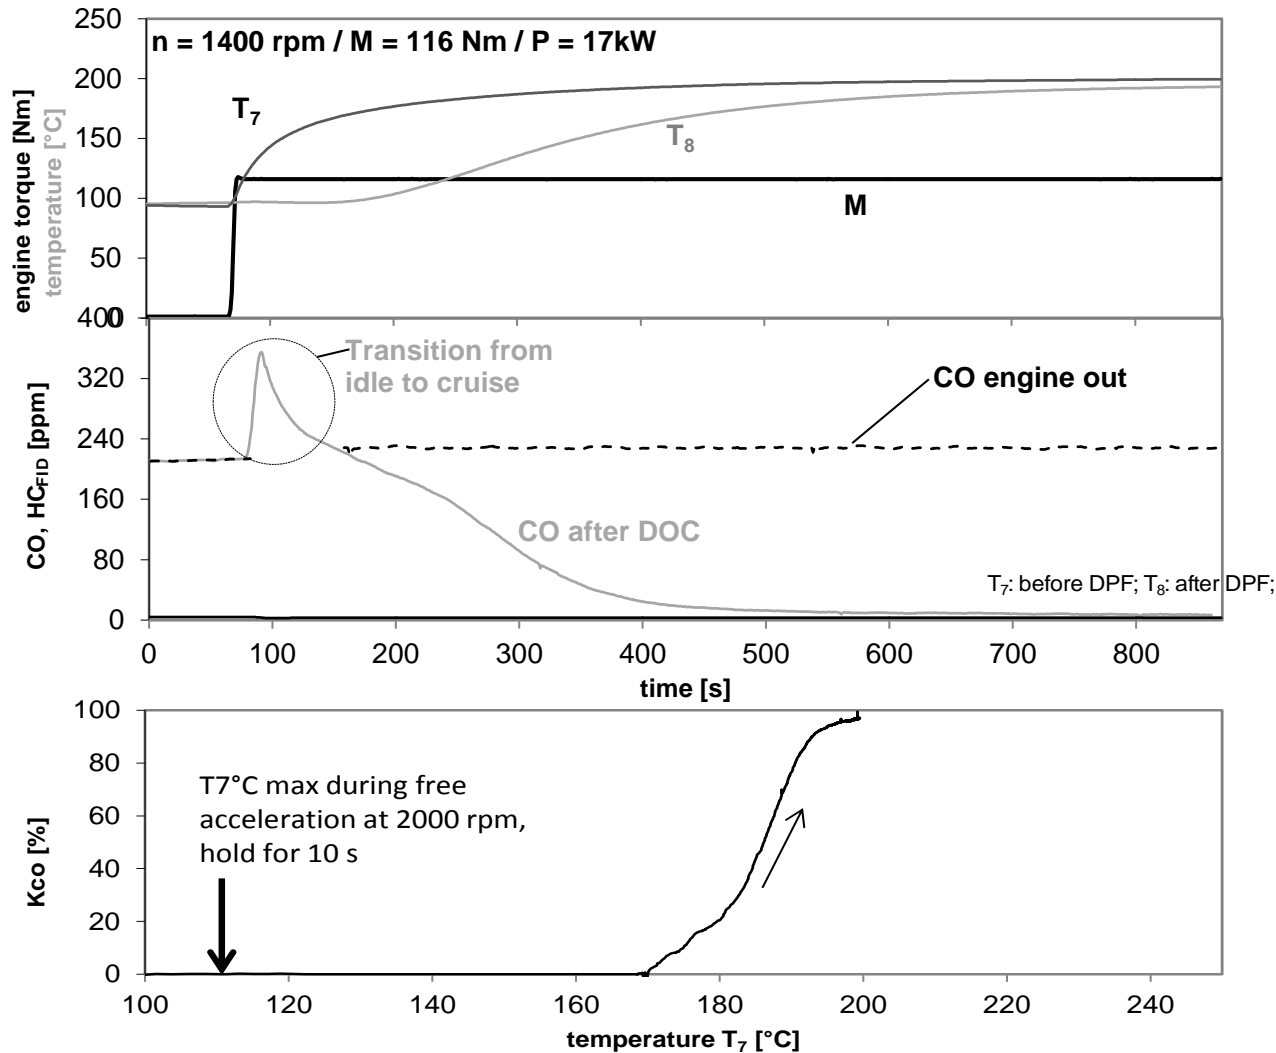 250
n = 1400 rpm / M = 116 Nm / P = 17kW
200
150
100
50
0
engine torque [Nm]
temperature [°C]
T7
T8
M
400
320
240
160
80
0
CO, HCFID [ppm]
Transition from
idle to cruise
CO engine out
CO after DOC
T7: before DPF; T8: after DPF;
0 100 200 300 400 500 600 700 800
time [s]
100
80
60
40
20
0
Kco [%]
T7°C max during free
acceleration at 2000 rpm,
hold for 10 s
100 120 140 160 180 200 220 240
temperature T7 [°C]